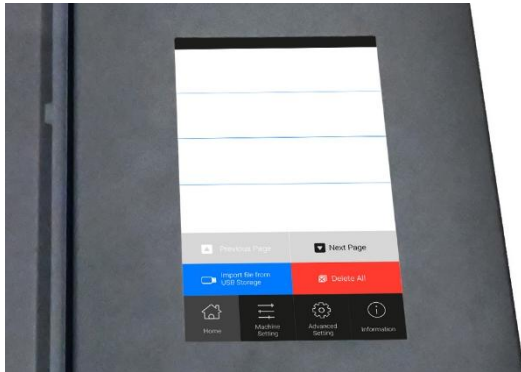 Previous Page
Next Page
Import file from
USB Storage
Delete All
Home
Machine
Setting
Advanced
Setting
Information